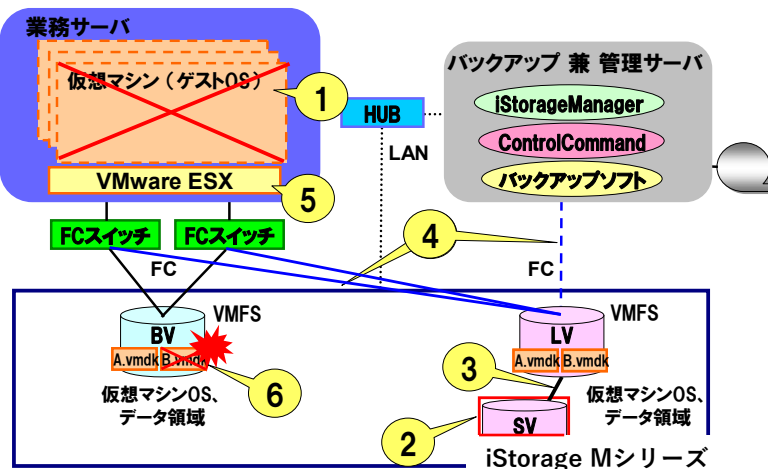 業務サーバ
仮想マシン（ゲストOS）
1
VMware ESX
5
FCスイッチ
FCスイッチ
HUB
LAN
バックアップ 兼 管理サーバ
iStorageManager
ControlCommand
バックアップソフト
4
FC
FC
BV
VMFS
A.vmdk
B.vmdk
6
仮想マシンOS、
データ領域
LV
VMFS
A.vmdk
B.vmdk
3
仮想マシンOS、
データ領域
2
SV
iStorage Mシリーズ